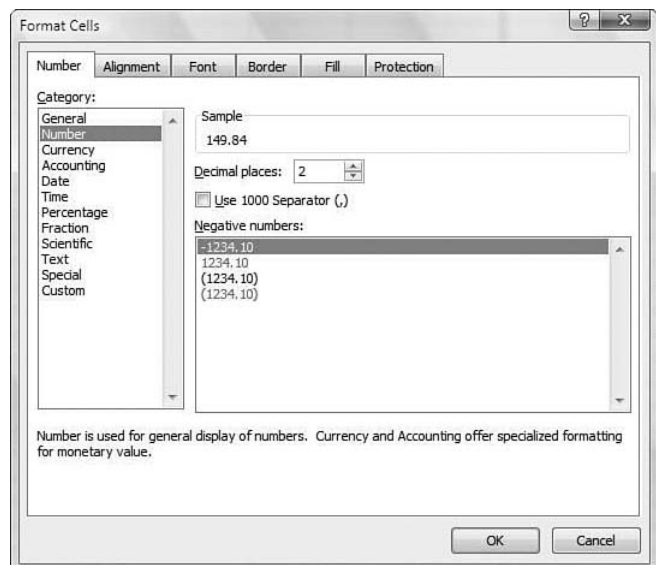 Format Cells
?
X
Number
Alignment
Font
Border
Fill
Protection
Category:
General
Number
Currency
Accounting
Date
Time
Percentage
Fraction
Scientific
Text
Special
Custom
Sample
149.84
Decimal places: 2
Use 1000 Separator (,)
Negative numbers:
-1234.10
1234.10
(1234.10)
(1234.10)
Number is used for general display of numbers. Currency and Accounting offer specialized formatting
for monetary value.
OK
Cancel